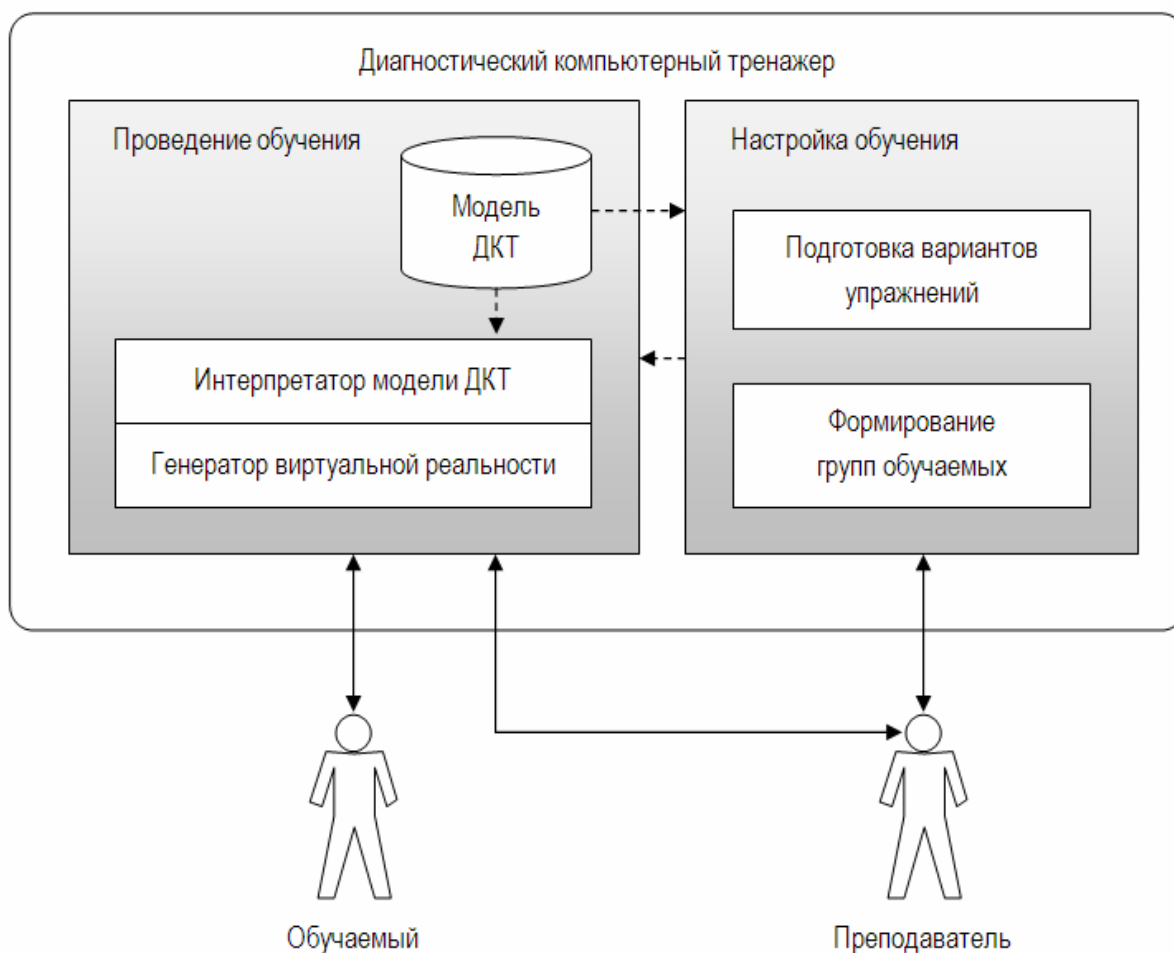 Диагностический компьютерный тренажер
Проведение обучения
Модель
ДКТ
Интерпретатор модели ДКТ
Генератор виртуальной реальности
Настройка обучения
Подготовка вариантов
упражнений
Формирование
групп обучаемых
Обучаемый
Преподаватель